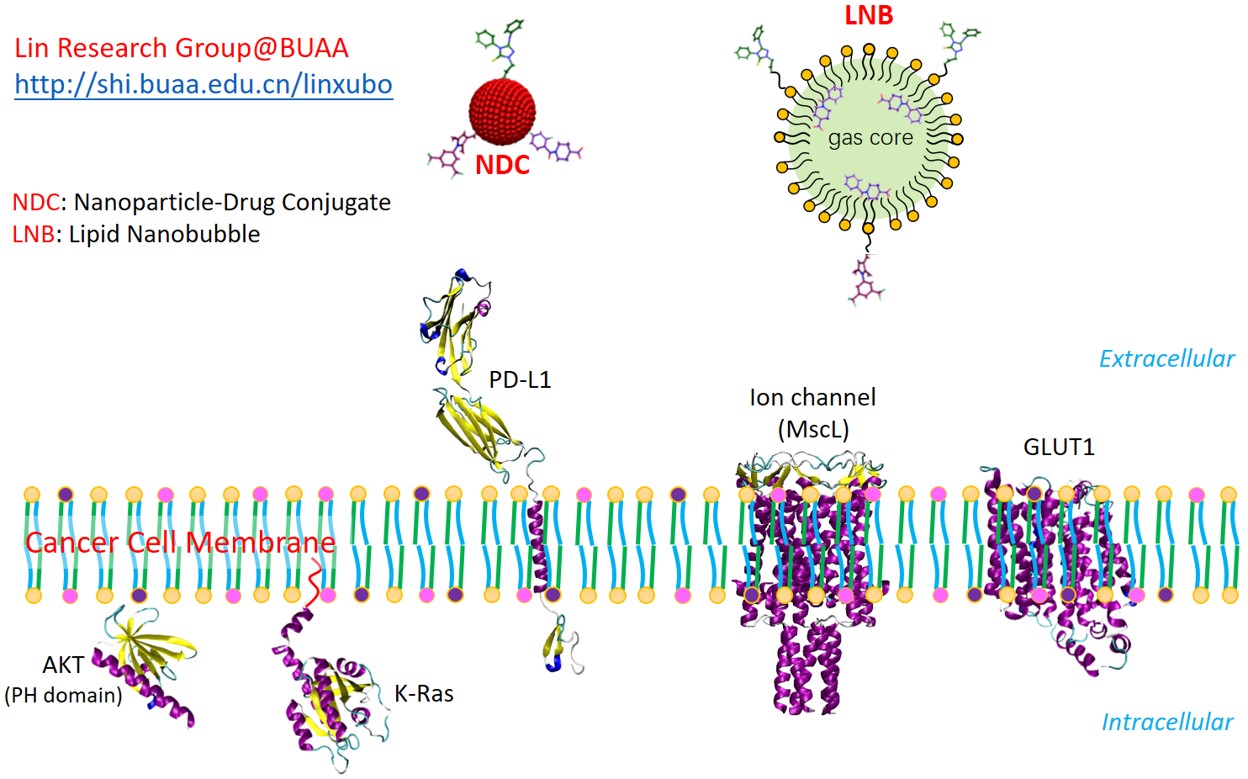 Lin Research Group@BUAA
http://shi.buaa.edu.cn/linxubo
NDC
LNB
gas core
NDC: Nanoparticle-Drug Conjugate
LNB: Lipid Nanobubble
Extracellular
PD-L1
Ion channel
(MscL)
GLUT1
Cancer Cell Membrane
AKT
(PH domain)
K-Ras
Intracellular